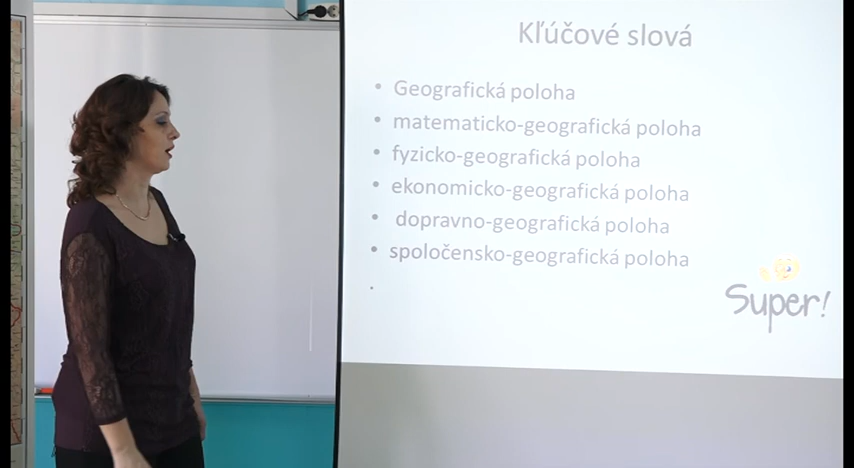 Kľúčové slová
• Geografická poloha
• matematicko-geografická poloha
• fyzicko-geografická poloha
• ekonomicko-geografická poloha
• dopravno-geografická poloha
• spoločensko-geografická poloha
•
Super!